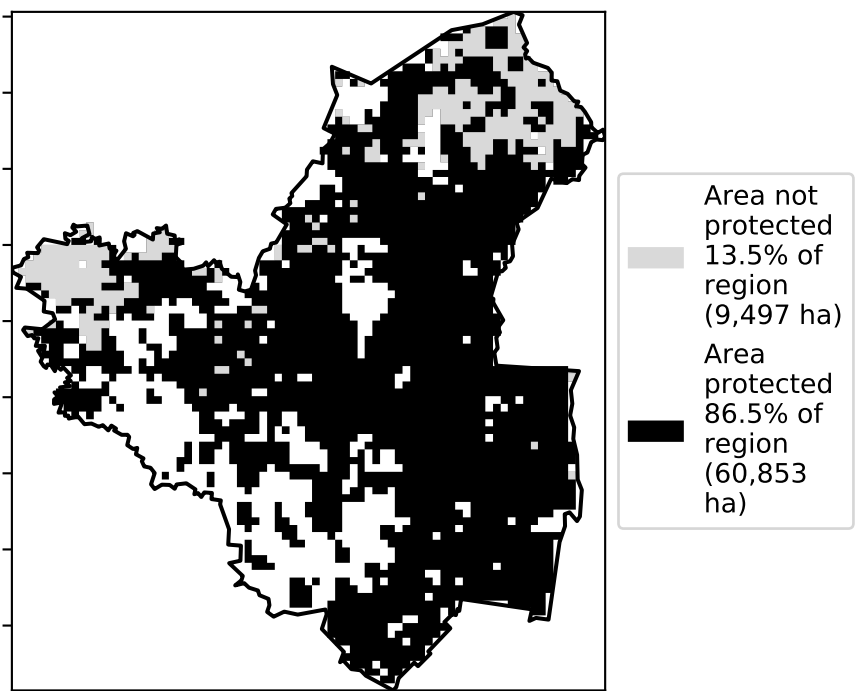 Area not
protected
13.5% of
region
(9,497 ha)
Area
protected
86.5% of
region
(60,853
ha)